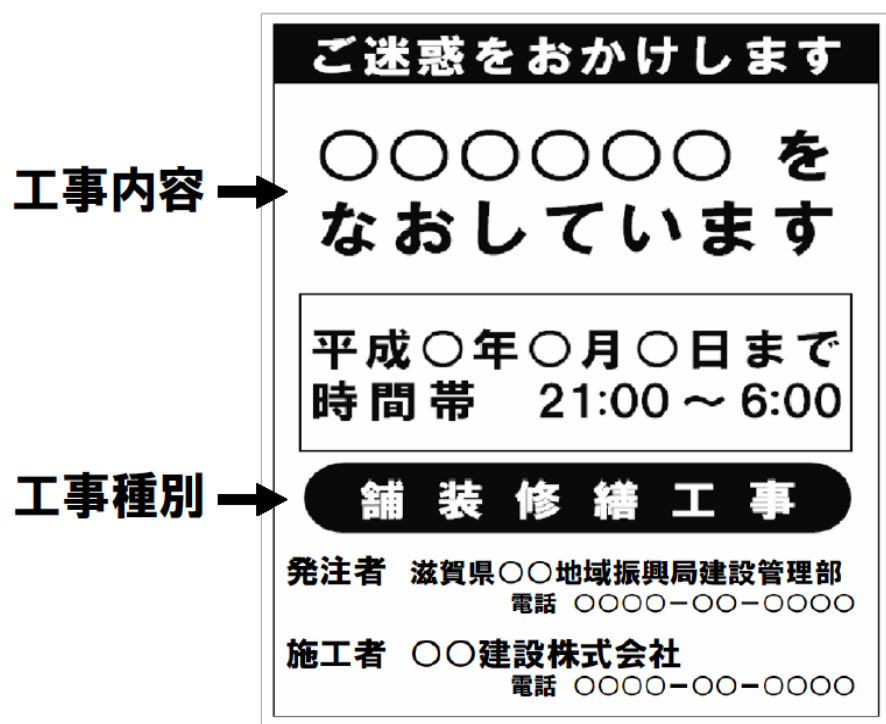 ご迷惑をおかけします
工事内容
○○○○○○を
なおしています
平成○年○月○日まで
時間帯 21:00～6:00
工事種別
舗装修繕工事
発注者 滋賀県○○地域振興局建設管理部
電話 ○○○○-○○-○○○○
施工者 ○○建設株式会社
電話 ○○○○-○○-○○○○